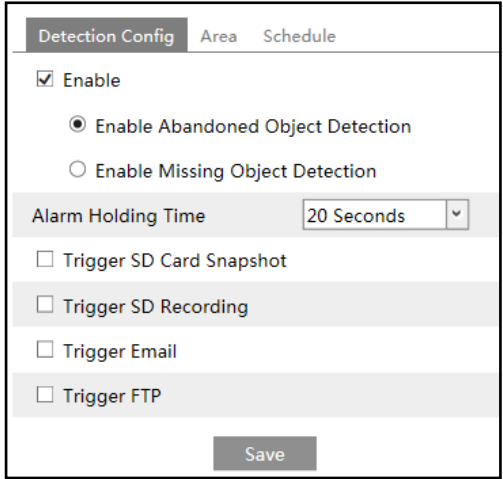 Detection Config Area Schedule
Enable
Enable Abandoned Object Detection
Enable Missing Object Detection
Alarm Holding Time 20 Seconds
Trigger SD Card Snapshot
Trigger SD Recording
Trigger Email
Trigger FTP
Save